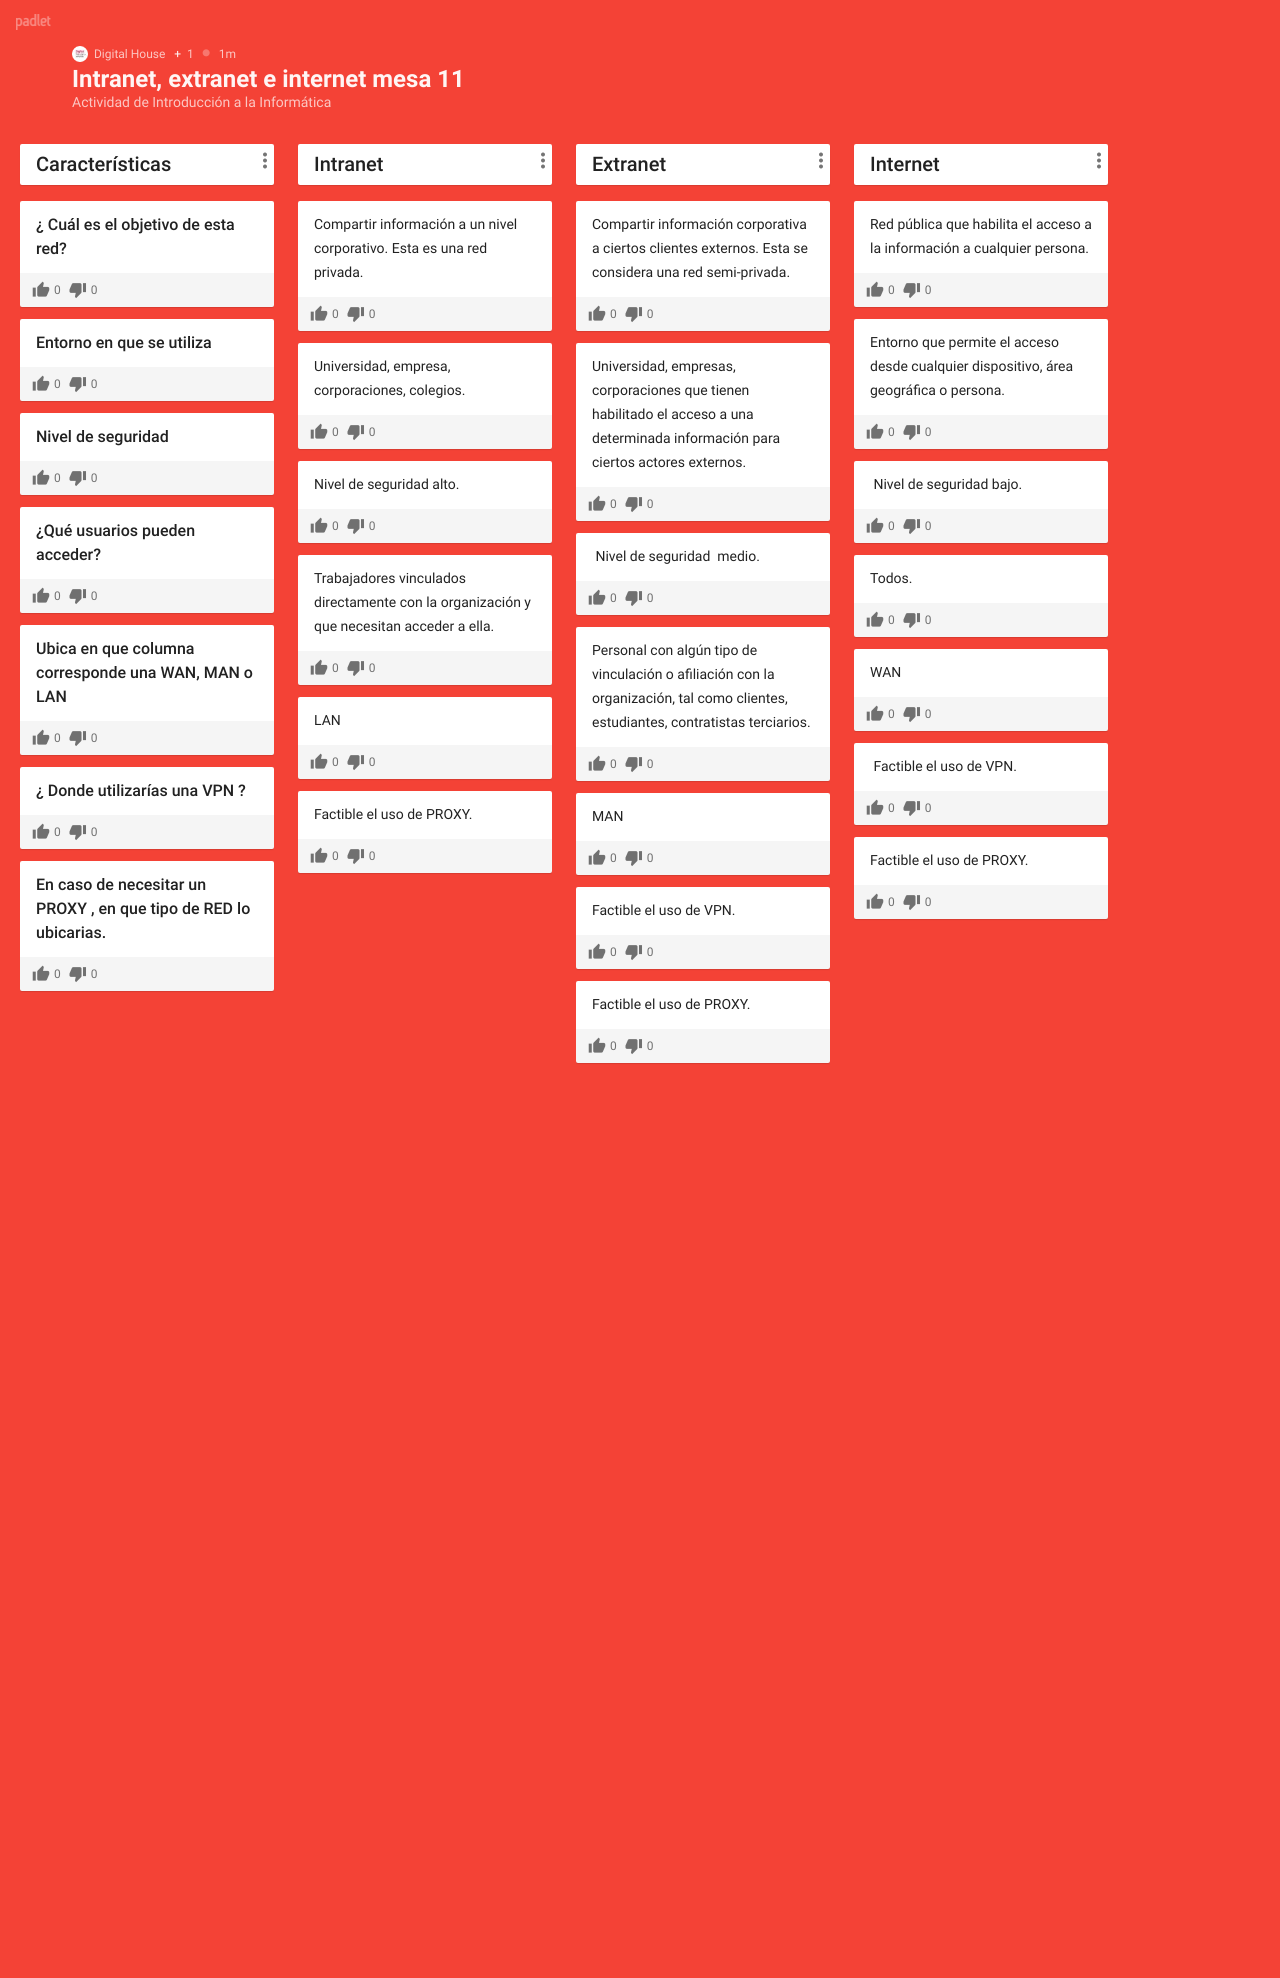 padlet
Digital House + 1 • 1m
Intranet, extranet e internet mesa 11
Actividad de Introducción a la Informática
Características
¿ Cuál es el objetivo de esta
red?
0 0
Entorno en que se utiliza
0 0
Nivel de seguridad
0 0
¿Qué usuarios pueden
acceder?
0 0
Ubica en que columna
corresponde una WAN, MAN o
LAN
0 0
¿ Donde utilizarías una VPN ?
0 0
En caso de necesitar un
PROXY , en que tipo de RED lo
ubicarias.
0 0
Intranet
Compartir información a un nivel
corporativo. Esta es una red
privada.
0 0
Universidad, empresa,
corporaciones, colegios.
0 0
Nivel de seguridad alto.
0 0
Trabajadores vinculados
directamente con la organización y
que necesitan acceder a ella.
0 0
LAN
0 0
Factible el uso de PROXY.
0 0
Extranet
Compartir información corporativa
a ciertos clientes externos. Esta se
considera una red semi-privada.
0 0
Universidad, empresas,
corporaciones que tienen
habilitado el acceso a una
determinada información para
ciertos actores externos.
0 0
Nivel de seguridad  medio.
0 0
Personal con algún tipo de
vinculación o afiliación con la
organización, tal como clientes,
estudiantes, contratistas terciarios.
0 0
MAN
0 0
Factible el uso de VPN.
0 0
Factible el uso de PROXY.
0 0
Internet
Red pública que habilita el acceso a
la información a cualquier persona.
0 0
Entorno que permite el acceso
desde cualquier dispositivo, área
geográfica o persona.
0 0
Nivel de seguridad bajo.
0 0
Todos.
0 0
WAN
0 0
Factible el uso de VPN.
0 0
Factible el uso de PROXY.
0 0